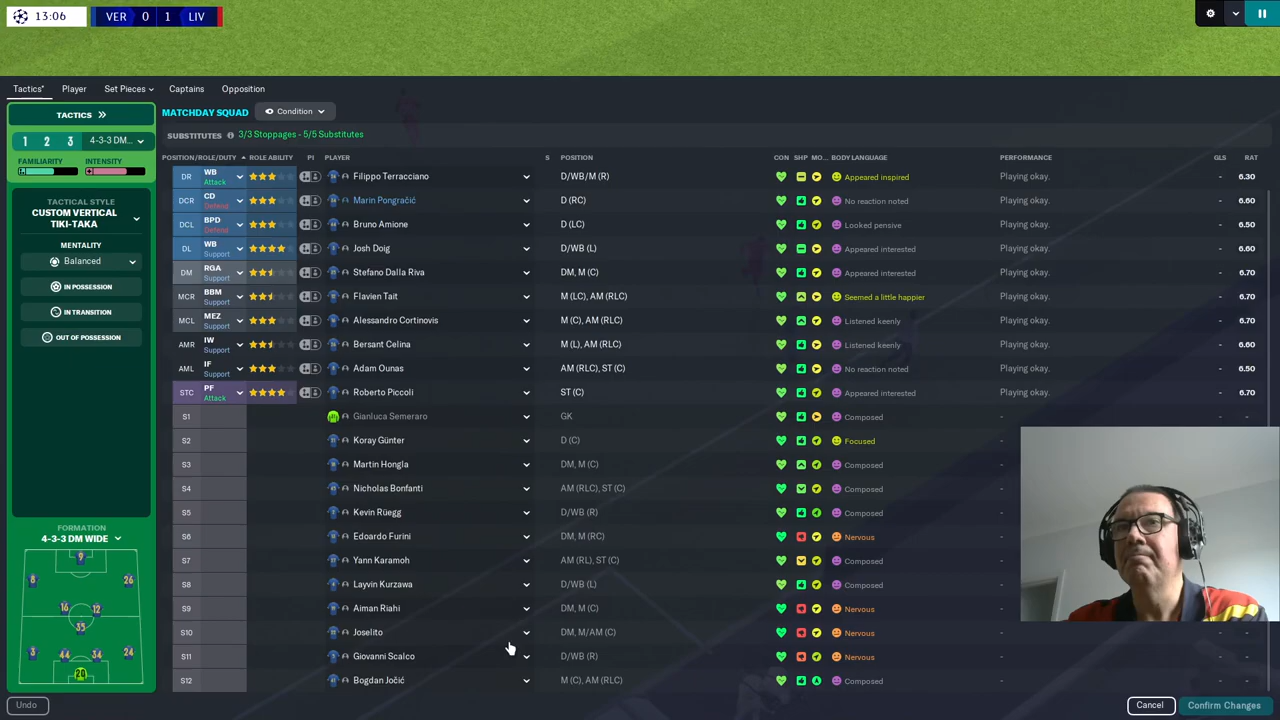 13:06 VER 0 1 LIV
Tactics* Player Set Pieces Captains Opposition
TACTICS
1 2 3 4-3-3 DM...
FAMILIARITY INTENSITY
TACTICAL STYLE
CUSTOM VERTICAL
TIKI-TAKA
MENTALITY
Balanced
IN POSSESSION
IN TRANSITION
OUT OF POSSESSION
FORMATION
4-3-3 DM WIDE
9
8 26
16 12
35
3 44 34 24
MATCHDAY SQUAD Condition
SUBSTITUTES 3/3 Stoppages - 5/5 Substitutes
POSITION/ROLE/DUTY ROLE ABILITY PI PLAYER S POSITION CON SHP MO... BODY LANGUAGE PERFORMANCE GLS RAT
DR WB Attack Filippo Terracciano D/WB/M (R) Appeared inspired Playing okay. - 6.30
DCR CD Defend Marin Pongračić D (RC) No reaction noted Playing okay. - 6.60
DCL BPD Defend Bruno Amione D (LC) Looked pensive Playing okay. - 6.50
DL WB Support Josh Doig D/WB (L) Appeared interested Playing okay. - 6.60
DM RGA Support Stefano Dalla Riva DM, M (C) Appeared interested Playing okay. - 6.70
MCR BBM Support Flavien Tait M (LC), AM (RLC) Seemed a little happier Playing okay. - 6.70
MCL MEZ Support Alessandro Cortinovis M (C), AM (RLC) Listened keenly Playing okay. - 6.70
AMR IW Support Bersant Celina M (L), AM (RLC) Listened keenly Playing okay. - 6.60
AML IF Support Adam Ounas AM (RLC), ST (C) No reaction noted Playing okay. - 6.50
STC PF Attack Roberto Piccoli ST (C) Appeared interested Playing okay. - 6.70
S1 Gianluca Semeraro GK Composed - - -
S2 Koray Günter D (C) Focused - - -
S3 Martin Hongla DM, M (C) Composed - - -
S4 Nicholas Bonfanti AM (RLC), ST (C) Composed - - -
S5 Kevin Rüegg D/WB (R) Composed - - -
S6 Edoardo Furini DM, M (RC) Nervous -
S7 Yann Karamoh AM (RL), ST (C) Composed -
S8 Layvin Kurzawa D/WB (L) Composed -
S9 Aiman Riahi DM, M (C) Nervous -
S10 Joselito DM, M/AM (C) Nervous - - -
S11 Giovanni Scalco D/WB (R) Nervous - - -
S12 Bogdan Jočić M (C), AM (RLC) Composed - - -
Undo Cancel Confirm Changes